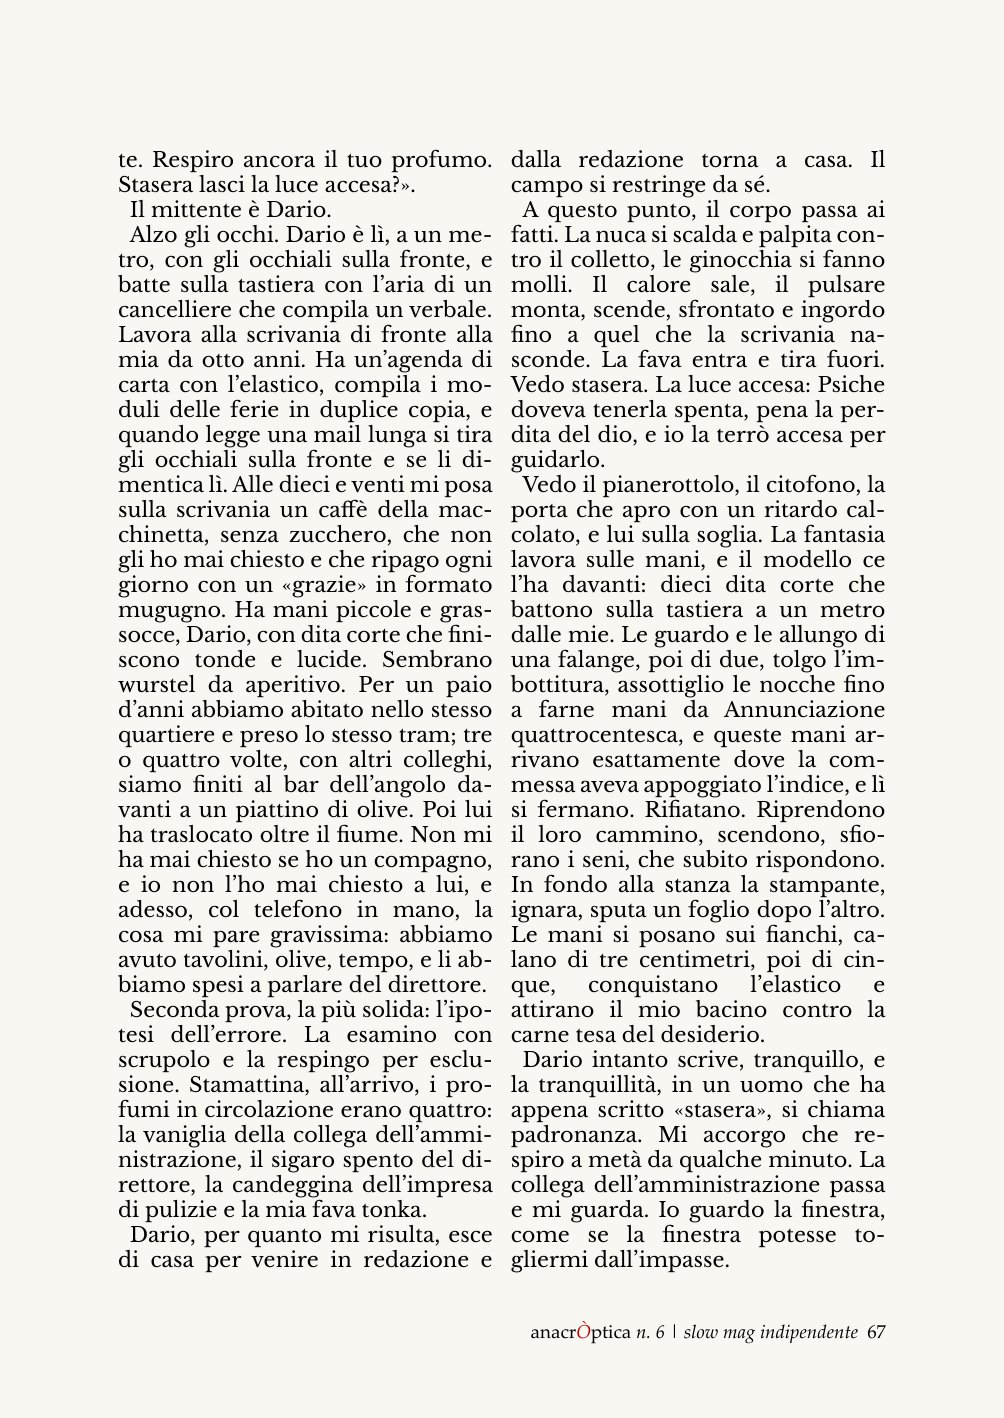 te. Respiro ancora il tuo profumo.
Stasera lasci la luce accesa?».
Il mittente è Dario.
Alzo gli occhi. Dario è lì, a un me-
tro, con gli occhiali sulla fronte, e
batte sulla tastiera con l’aria di un
cancelliere che compila un verbale.
Lavora alla scrivania di fronte alla
mia da otto anni. Ha un’agenda di
carta con l’elastico, compila i mo-
duli delle ferie in duplice copia, e
quando legge una mail lunga si tira
gli occhiali sulla fronte e se li di-
mentica lì. Alle dieci e venti mi posa
sulla scrivania un caffè della mac-
chinetta, senza zucchero, che non
gli ho mai chiesto e che ripago ogni
giorno con un «grazie» in formato
mugugno. Ha mani piccole e gras-
socce, Dario, con dita corte che fini-
scono tonde e lucide. Sembrano
wurstel da aperitivo. Per un paio
d’anni abbiamo abitato nello stesso
quartiere e preso lo stesso tram; tre
o quattro volte, con altri colleghi,
siamo finiti al bar dell’angolo da-
vanti a un piattino di olive. Poi lui
ha traslocato oltre il fiume. Non mi
ha mai chiesto se ho un compagno,
e io non l’ho mai chiesto a lui, e
adesso, col telefono in mano, la
cosa mi pare gravissima: abbiamo
avuto tavolini, olive, tempo, e li ab-
biamo spesi a parlare del direttore.
Seconda prova, la più solida: l’ipo-
tesi dell’errore. La esamino con
scrupolo e la respingo per esclu-
sione. Stamattina, all’arrivo, i pro-
fumi in circolazione erano quattro:
la vaniglia della collega dell’ammi-
nistrazione, il sigaro spento del di-
rettore, la candeggina dell’impresa
di pulizie e la mia fava tonka.
Dario, per quanto mi risulta, esce
di casa per venire in redazione e
dalla redazione torna a casa. Il
campo si restringe da sé.
A questo punto, il corpo passa ai
fatti. La nuca si scalda e palpita con-
tro il colletto, le ginocchia si fanno
molli. Il calore sale, il pulsare
monta, scende, sfrontato e ingordo
fino a quel che la scrivania na-
sconde. La fava entra e tira fuori.
Vedo stasera. La luce accesa: Psiche
doveva tenerla spenta, pena la per-
dita del dio, e io la terrò accesa per
guidarlo.
Vedo il pianerottolo, il citofono, la
porta che apro con un ritardo cal-
colato, e lui sulla soglia. La fantasia
lavora sulle mani, e il modello ce
l’ha davanti: dieci dita corte che
battono sulla tastiera a un metro
dalle mie. Le guardo e le allungo di
una falange, poi di due, tolgo l’im-
bottitura, assottiglio le nocche fino
a farne mani da Annunciazione
quattrocentesca, e queste mani ar-
rivano esattamente dove la com-
messa aveva appoggiato l’indice, e lì
si fermano. Rifiatano. Riprendono
il loro cammino, scendono, sfio-
rano i seni, che subito rispondono.
In fondo alla stanza la stampante,
ignara, sputa un foglio dopo l’altro.
Le mani si posano sui fianchi, ca-
lano di tre centimetri, poi di cin-
que, conquistano l’elastico e
attirano il mio bacino contro la
carne tesa del desiderio.
Dario intanto scrive, tranquillo, e
la tranquillità, in un uomo che ha
appena scritto «stasera», si chiama
padronanza. Mi accorgo che re-
spiro a metà da qualche minuto. La
collega dell’amministrazione passa
e mi guarda. Io guardo la finestra,
come se la finestra potesse to-
gliermi dall’impasse.
anacrÒptica n. 6 | slow mag indipendente 67